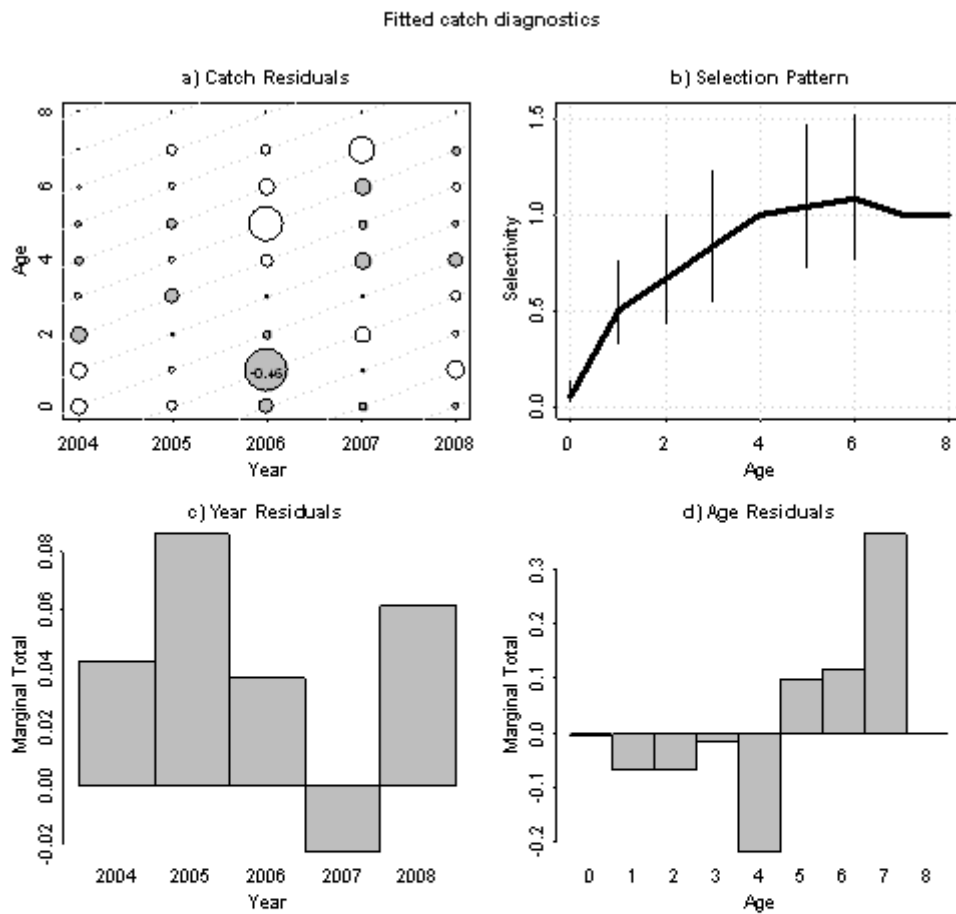 Fitted catch diagnostics
a) Catch Residuals
8
6
4
2
0
Age
-0.46
2004 2005 2006 2007 2008
Year
b) Selection Pattern
1.5
1.0
0.5
0.0
Selectivity
0 2 4 6 8
Age
c) Year Residuals
0.08
0.06
0.04
0.02
0.00
-0.02
Marginal Total
2004 2005 2006 2007 2008
Year
d) Age Residuals
0.3
0.2
0.1
0.0
-0.1
-0.2
Marginal Total
0 1 2 3 4 5 6 7 8
Age